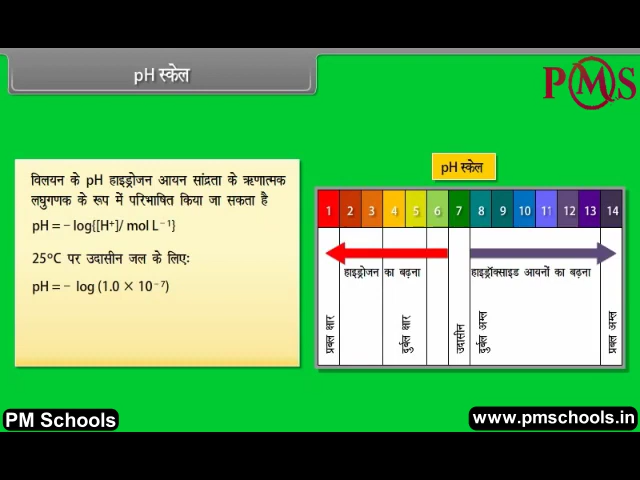 pH स्केल
PMS
विलयन के pH हाइड्रोजन आयन सांद्रता के ऋणात्मक
लघुगणक के रूप में परिभाषित किया जा सकता है
pH = – log{[H⁺]/ mol L⁻¹}
25ºC पर उदासीन जल के लिए:
pH = – log (1.0 × 10⁻⁷)
pH स्केल
1 2 3 4 5 6 7 8 9 10 11 12 13 14
हाइड्रोजन का बढ़ना
हाइड्रॉक्साइड आयनों का बढ़ना
प्रबल क्षार
दुर्बल क्षार
उदासीन
दुर्बल अम्ल
प्रबल अम्ल
PM Schools
www.pmschools.in